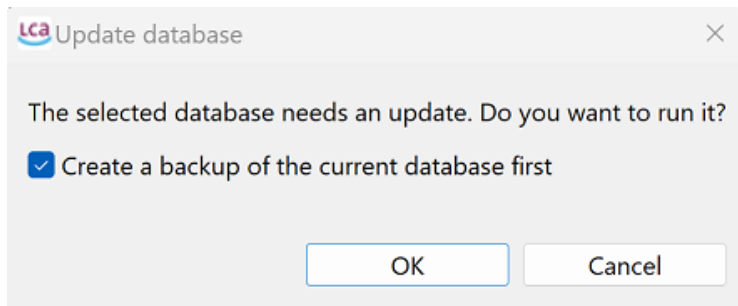 LCa Update database
The selected database needs an update. Do you want to run it?
Create a backup of the current database first
OK Cancel